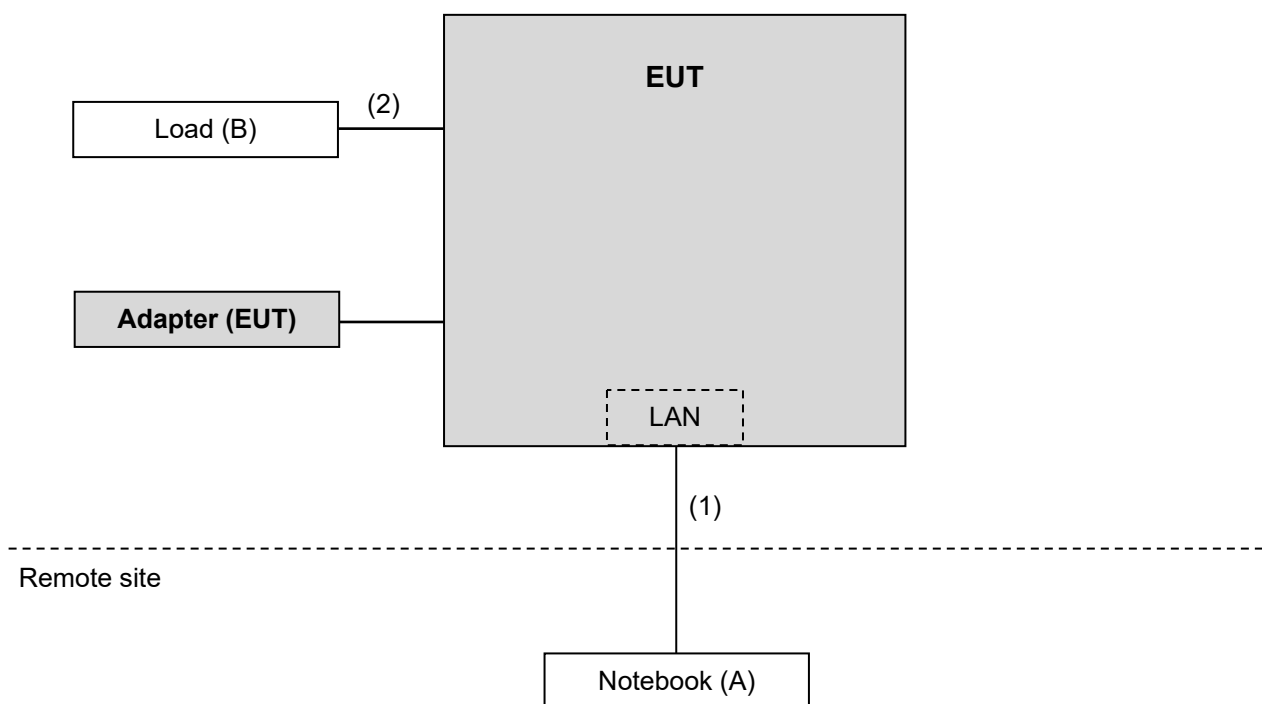 EUT
(2)
Load (B)
Adapter (EUT)
LAN
(1)
Remote site
Notebook (A)